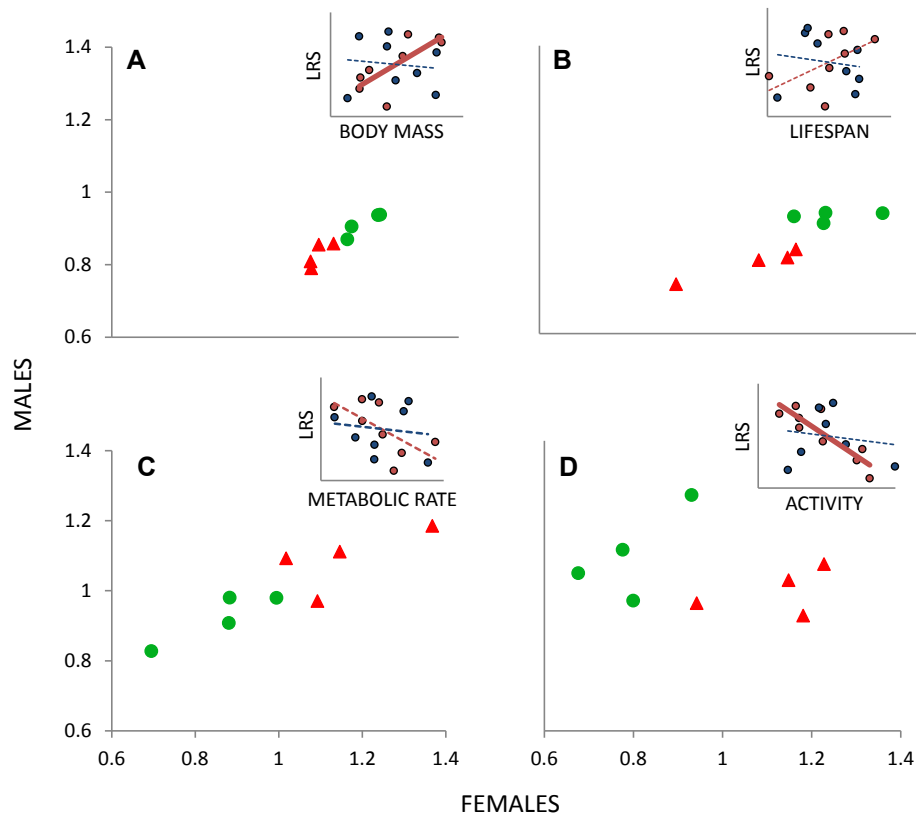 A
1.4
1.2
1
0.8
0.6
LRS
BODY MASS
B
LRS
LIFESPAN
MALES
C
1.4
1.2
1
0.8
0.6
LRS
METABOLIC RATE
D
LRS
ACTIVITY
0.6 0.8 1 1.2 1.4
0.6 0.8 1 1.2 1.4
FEMALES